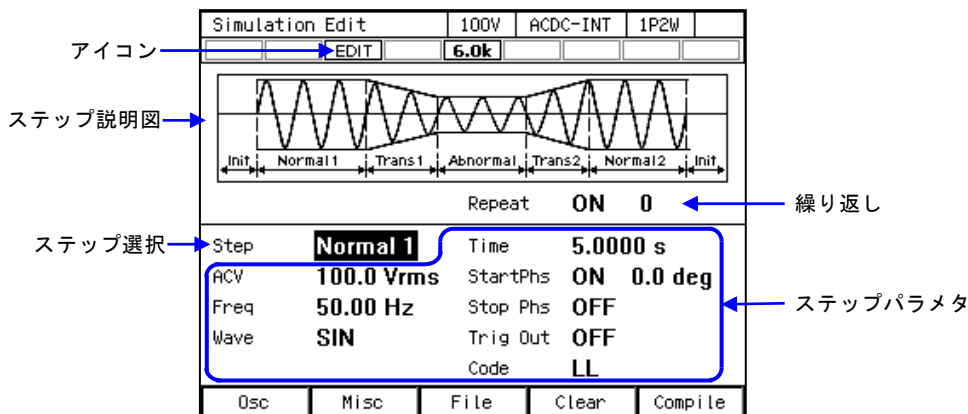 Simulation Edit 100V ACDC-INT 1P2W
アイコン EDIT 6.0k
ステップ説明図
Init Normal1 Trans1 Abnormal Trans2 Normal2 Init
Repeat ON 0 繰り返し
ステップ選択 Step Normal 1 Time 5.0000 s
ACV 100.0 Vrms StartPhs ON 0.0 deg
ステップパラメタ
Freq 50.00 Hz Stop Phs OFF
Wave SIN Trig Out OFF
Code LL
Osc Misc File Clear Compile